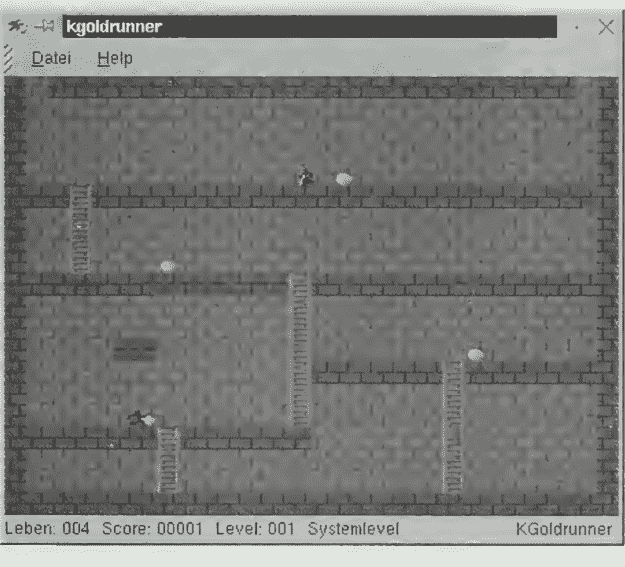 kgoldrunner
Datei Help
Leben: 004 Score: 00001 Level: 001 Systemlevel KGoldrunner